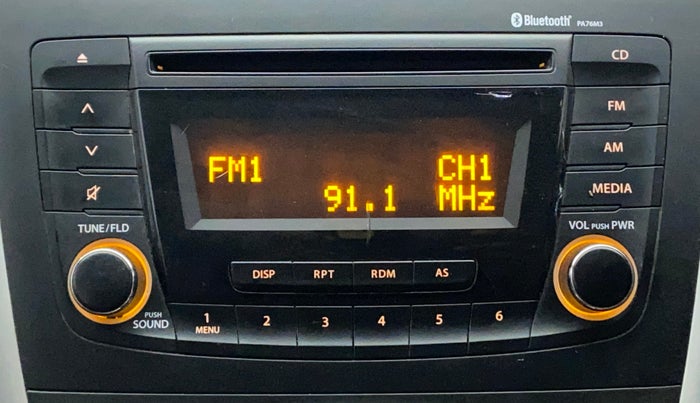 Bluetooth® PA76M3
CD
FM
AM
MEDIA
FM1 CH1
91.1 MHz
TUNE/FLD
VOL PUSH PWR
DISP RPT RDM AS
PUSH
SOUND
1 2 3 4 5 6
MENU